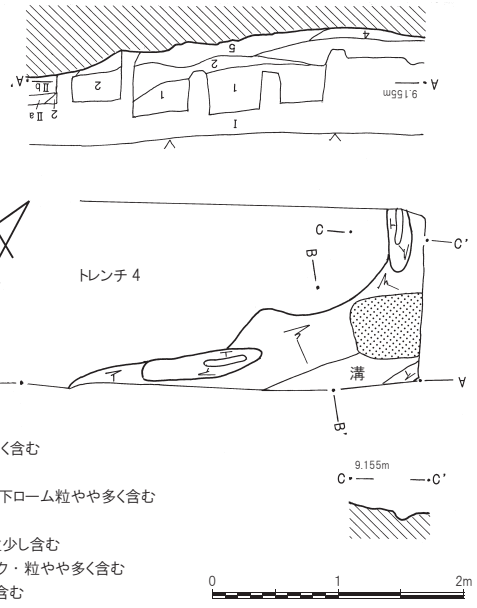 4
5
2
A'
Ⅱb
2
1
1
A
9.155m
Ⅱa
2
Ⅰ
C
C'
B
トレンチ 4
溝
A
B'
く含む
9.155m
C
C'
下ローム粒やや多く含む
少し含む
ク・粒やや多く含む
含む
0 1 2m